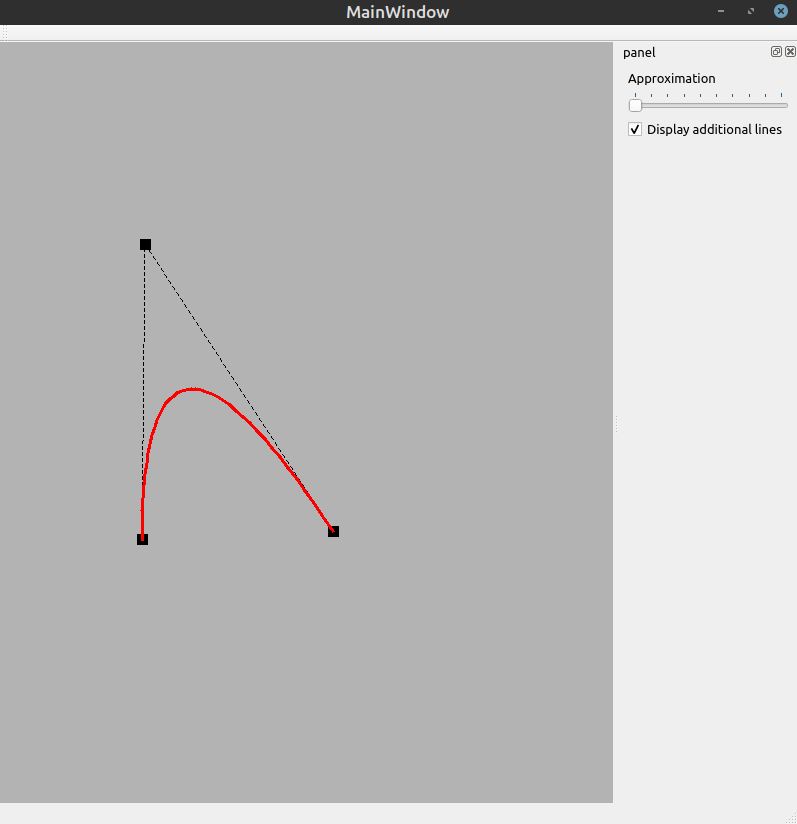 MainWindow
panel
Approximation
Display additional lines